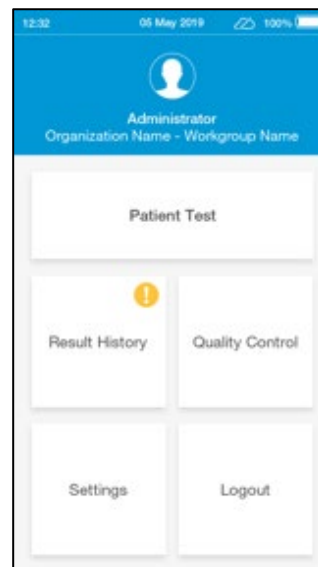 12:32 05 May 2019 100%
Administrator
Organization Name - Workgroup Name
Patient Test
!
Result History Quality Control
Settings Logout